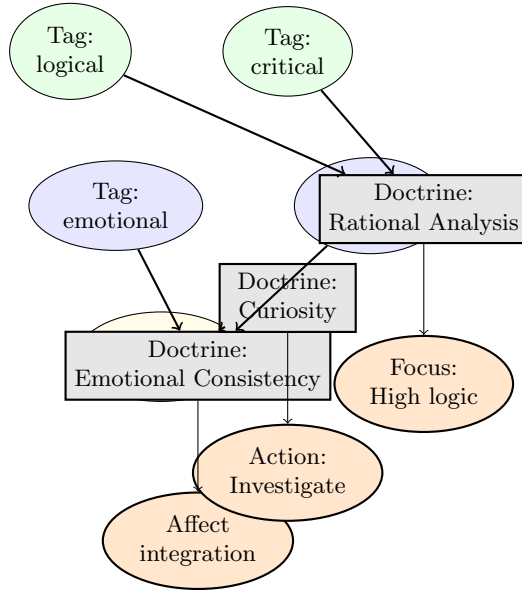 Tag:
logical
Tag:
critical
Tag:
emotional
Doctrine:
Rational Analysis
Doctrine:
Curiosity
Doctrine:
Emotional Consistency
Focus:
High logic
Action:
Investigate
Affect
integration